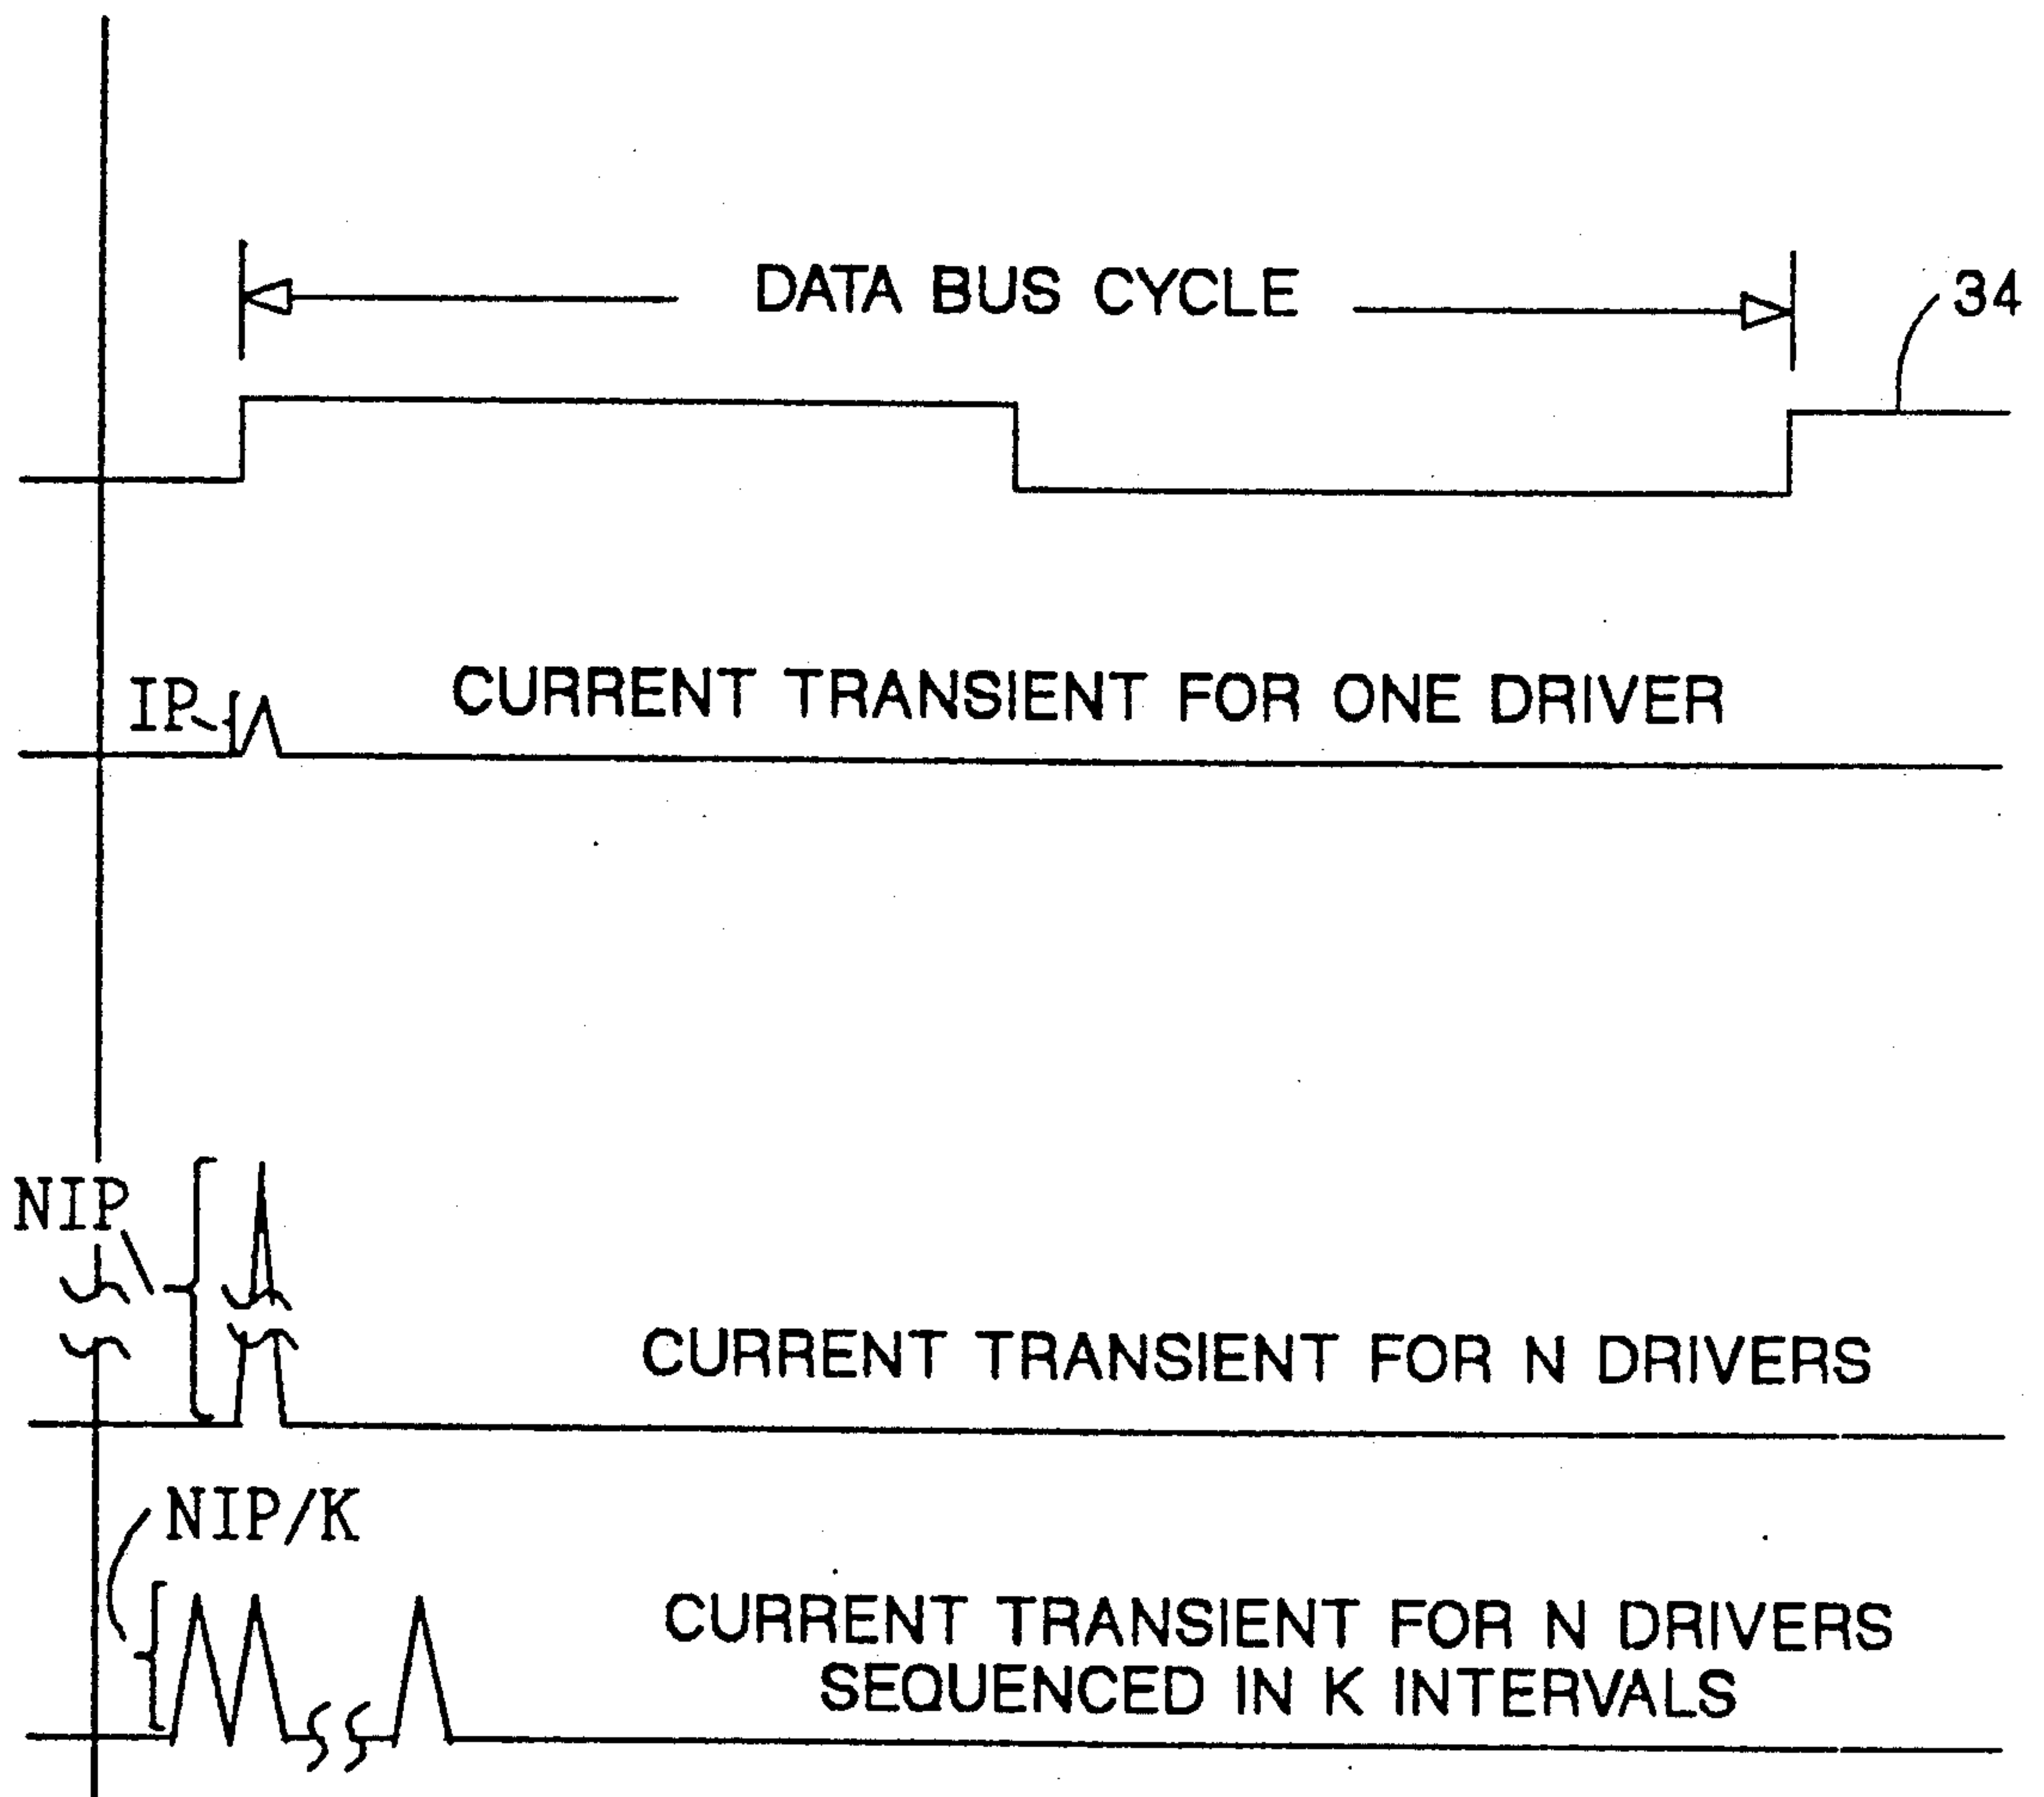 DATA BUS CYCLE
34
IP
CURRENT TRANSIENT FOR ONE DRIVER
NIP
CURRENT TRANSIENT FOR N DRIVERS
NIP/K
CURRENT TRANSIENT FOR N DRIVERS
SEQUENCED IN K INTERVALS